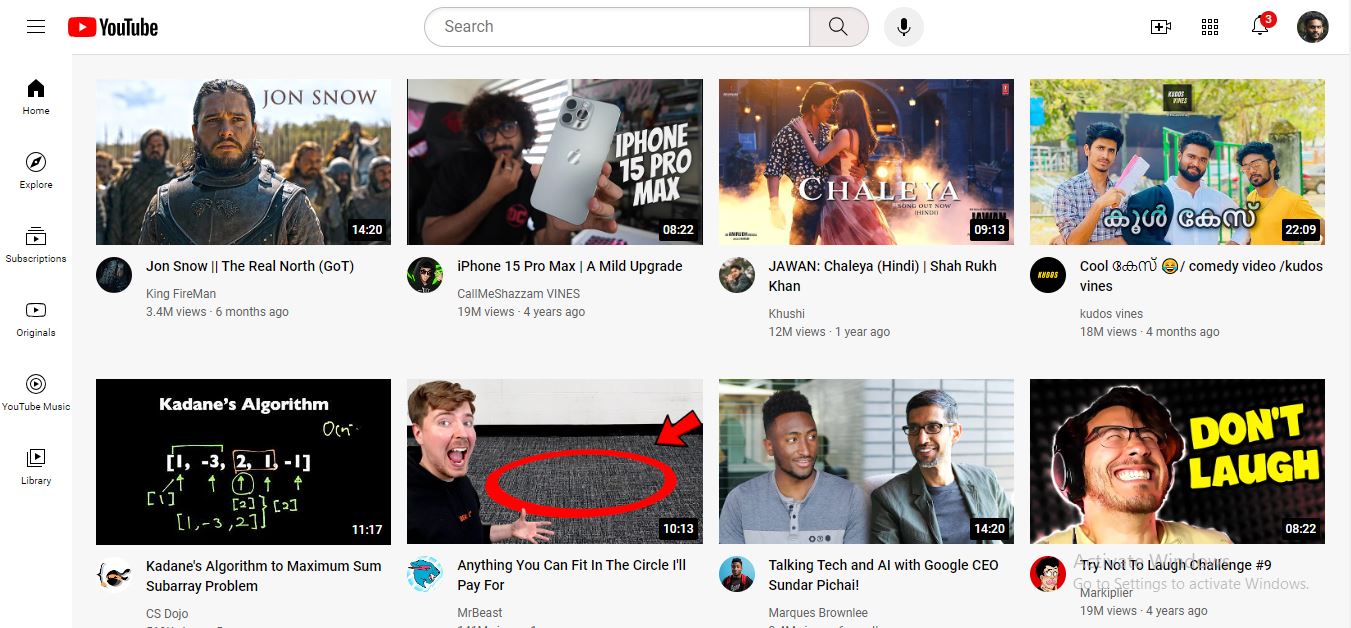 YouTube
Search
3
Home
Explore
Subscriptions
Originals
YouTube Music
Library
JON SNOW
14:20
Jon Snow || The Real North (GoT)
King FireMan
3.4M views · 6 months ago
IPHONE
15 PRO
MAX
08:22
iPhone 15 Pro Max | A Mild Upgrade
CallMeShazzam VINES
19M views · 4 years ago
CHALEYA
SONG OUT NOW
(HINDI)
JAWAN
09:13
JAWAN: Chaleya (Hindi) | Shah Rukh
Khan
Khushi
12M views · 1 year ago
KUDOS
VINES
കൂൾ കേസ്
22:09
KUDOS
Cool കേസ് 😂/ comedy video /kudos
vines
kudos vines
18M views · 4 months ago
Kadane's Algorithm
[1, -3, 2, 1, -1]
[1]
[2]
[2]
[1, -3, 2]
11:17
Kadane's Algorithm to Maximum Sum
Subarray Problem
CS Dojo
10:13
Anything You Can Fit In The Circle I'll
Pay For
MrBeast
14:20
Talking Tech and AI with Google CEO
Sundar Pichai!
Marques Brownlee
DON'T
LAUGH
08:22
Try Not To Laugh Challenge #9
Markiplier
19M views · 4 years ago
Activate Windows
Go to Settings to activate Windows.